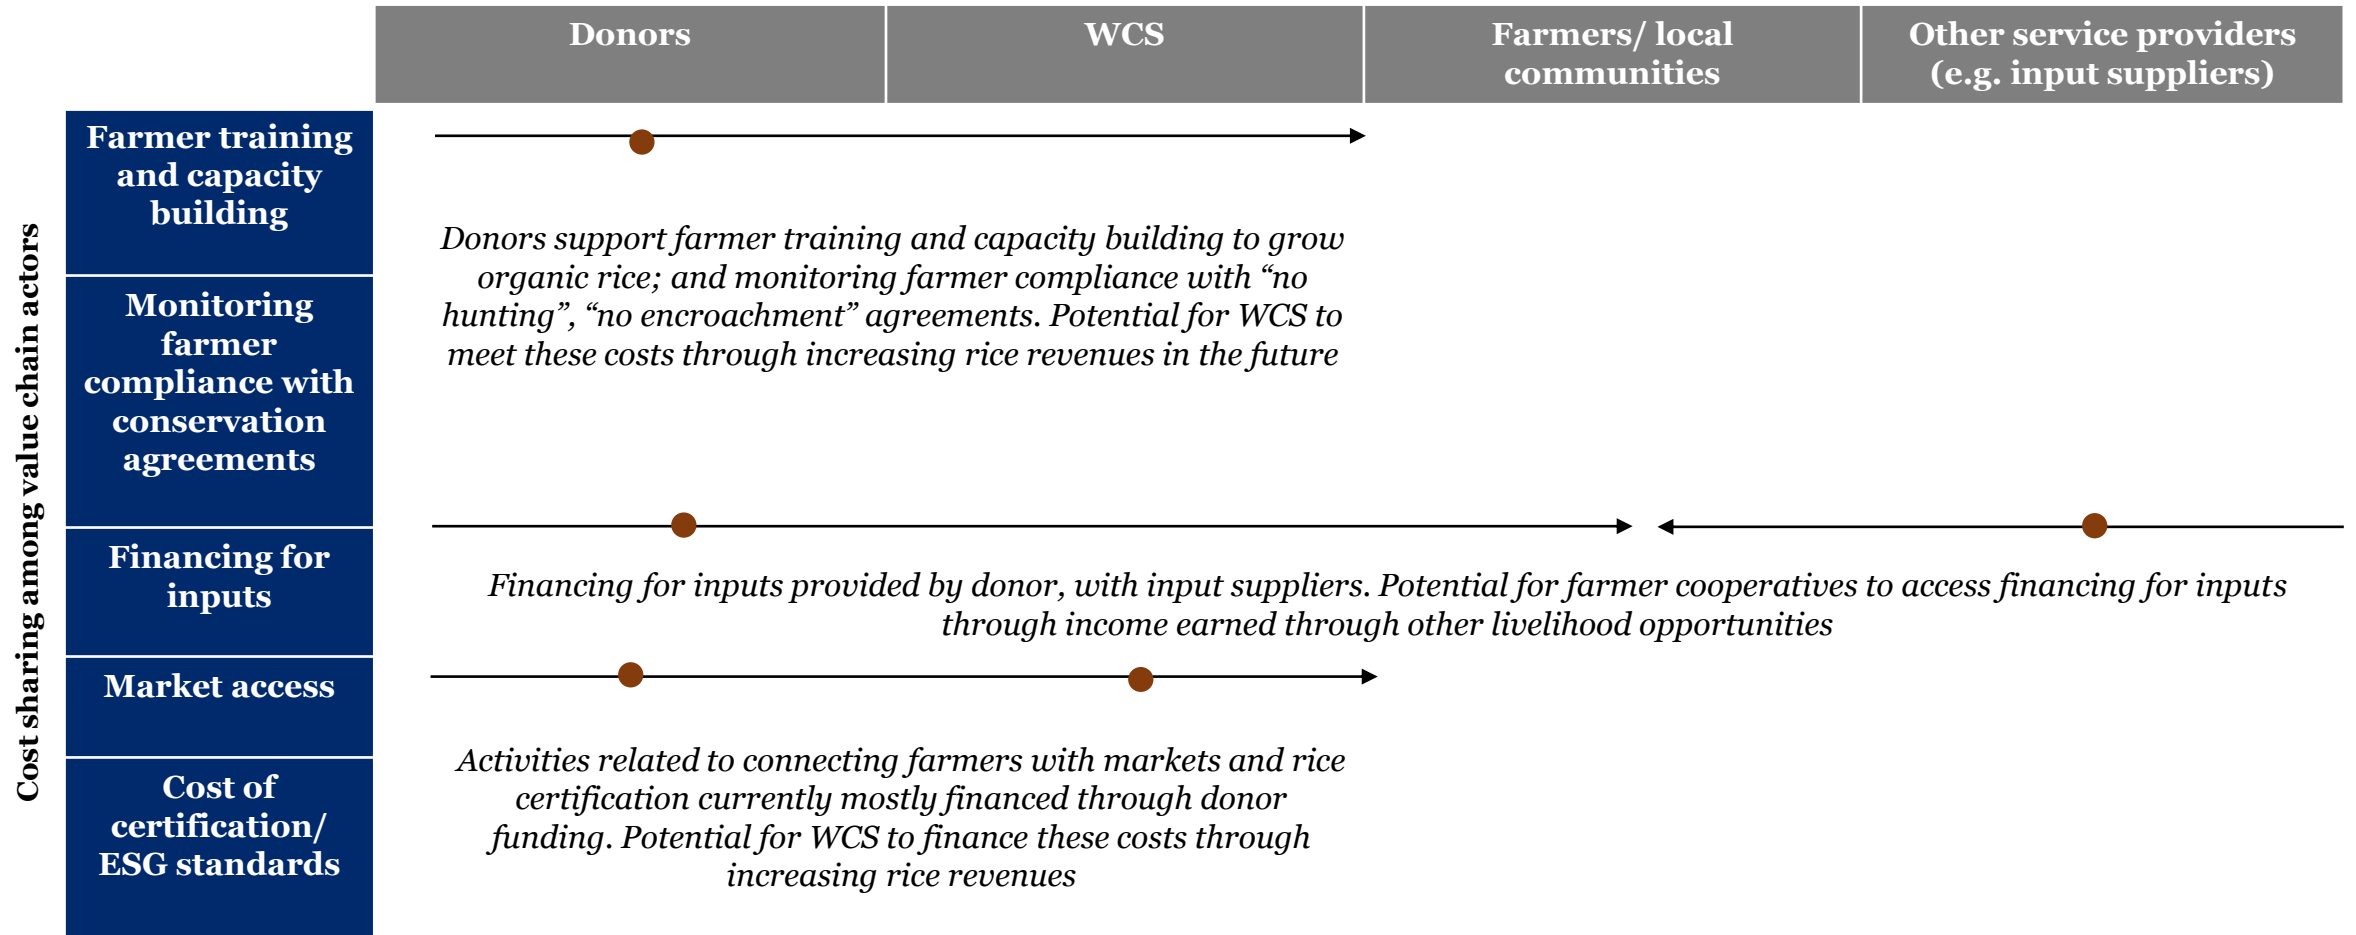 Donors
WCS
Farmers/ local
communities
Other service providers
(e.g. input suppliers)
Cost sharing among value chain actors
Farmer training
and capacity
building
Donors support farmer training and capacity building to grow
organic rice; and monitoring farmer compliance with “no
hunting”, “no encroachment” agreements. Potential for WCS to
meet these costs through increasing rice revenues in the future
Monitoring
farmer
compliance with
conservation
agreements
Financing for
inputs
Financing for inputs provided by donor, with input suppliers. Potential for farmer cooperatives to access financing for inputs
through income earned through other livelihood opportunities
Market access
Activities related to connecting farmers with markets and rice
certification currently mostly financed through donor
funding. Potential for WCS to finance these costs through
increasing rice revenues
Cost of
certification/
ESG standards